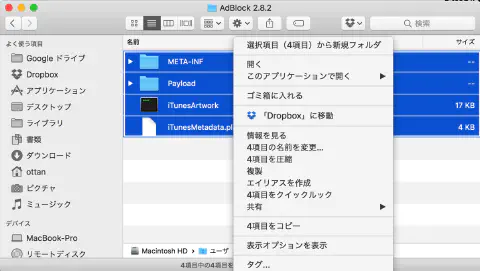 AdBlock 2.8.2
検索
よく使う項目
Google ドライブ
Dropbox
アプリケーション
デスクトップ
ライブラリ
書類
ダウンロード
ottan
ピクチャ
ミュージック
デバイス
MacBook-Pro
リモートディスク
名前
サイズ
META-INF
--
Payload
--
iTunesArtwork
17 KB
iTunesMetadata.pl
4 KB
選択項目（4項目）から新規フォルダ
開く
このアプリケーションで開く
ゴミ箱に入れる
「Dropbox」に移動
情報を見る
4項目の名前を変更...
4項目を圧縮
複製
エイリアスを作成
4項目をクイックルック
共有
4項目をコピー
表示オプションを表示
タグ...
Macintosh HD
ユーザ
4項目中の4項目を